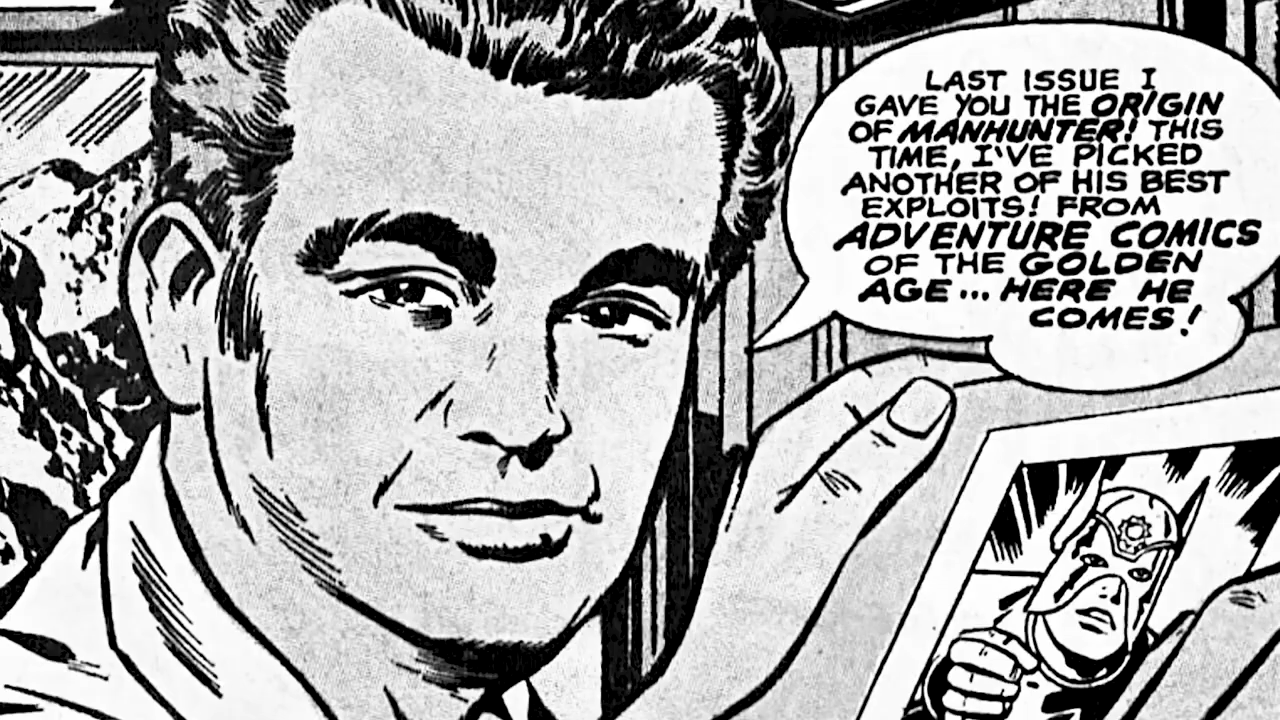 LAST ISSUE I
GAVE YOU THE ORIGIN
OF MANHUNTER! THIS
TIME, I'VE PICKED
ANOTHER OF HIS BEST
EXPLOITS! FROM
ADVENTURE COMICS
OF THE GOLDEN
AGE... HERE HE
COMES!